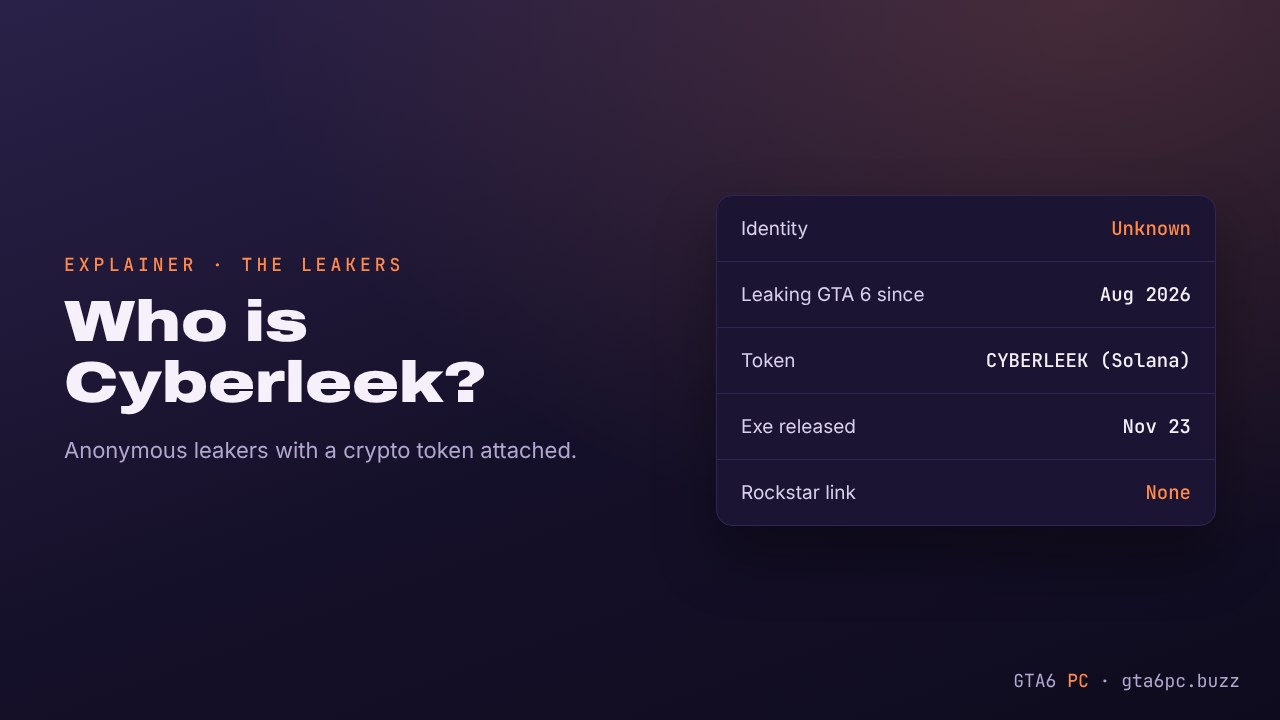 EXPLAINER · THE LEAKERS
Who is
Cyberleek?
Anonymous leakers with a crypto token attached.
Identity Unknown
Leaking GTA 6 since Aug 2026
Token CYBERLEEK (Solana)
Exe released Nov 23
Rockstar link None
GTA6 PC · gta6pc.buzz